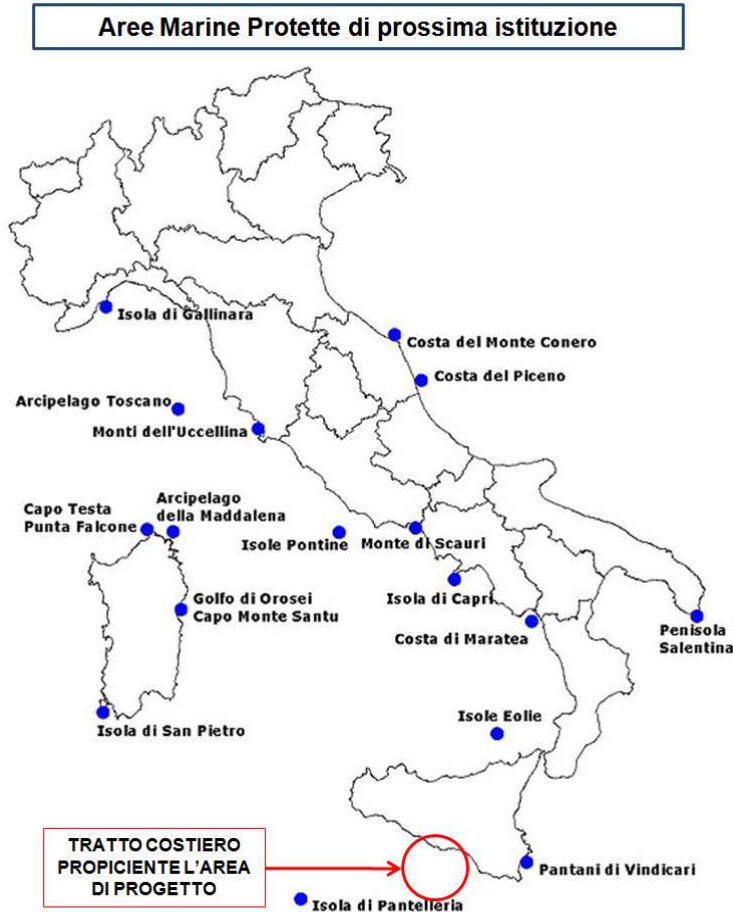 Aree Marine Protette di prossima istituzione
Isola di Gallinara
Costa del Monte Conero
Costa del Piceno
Arcipelago Toscano
Monti dell'Uccellina
Capo Testa
Punta Falcone
Arcipelago
della Maddalena
Isole Pontine
Monte di Scauri
Isola di Capri
Golfo di Orosei
Capo Monte Santu
Costa di Maratea
Penisola
Salentina
Isola di San Pietro
Isole Eolie
TRATTO COSTIERO
PROPICIENTE L'AREA
DI PROGETTO
Pantani di Vindicari
Isola di Pantelleria